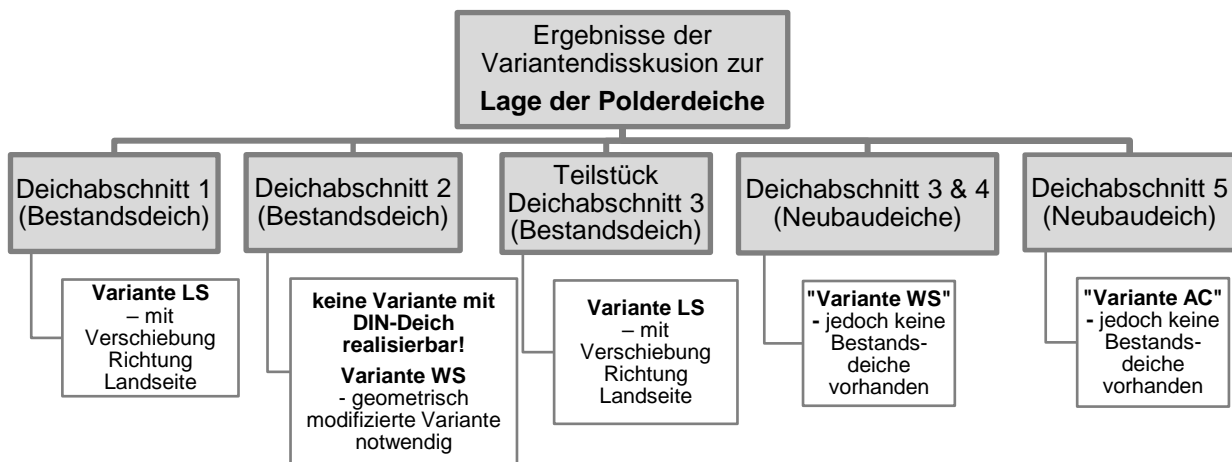 Ergebnisse der
Variantendisskusion zur
Lage der Polderdeiche
Deichabschnitt 1
(Bestandsdeich)
Deichabschnitt 2
(Bestandsdeich)
Teilstück
Deichabschnitt 3
(Bestandsdeich)
Deichabschnitt 3 & 4
(Neubaudeiche)
Deichabschnitt 5
(Neubaudeich)
Variante LS
– mit
Verschiebung
Richtung
Landseite
keine Variante mit
DIN-Deich
realisierbar!
Variante WS
- geometrisch
modifizierte Variante
notwendig
Variante LS
– mit
Verschiebung
Richtung
Landseite
"Variante WS"
- jedoch keine
Bestands-
deiche
vorhanden
"Variante AC"
- jedoch keine
Bestands-
deiche
vorhanden